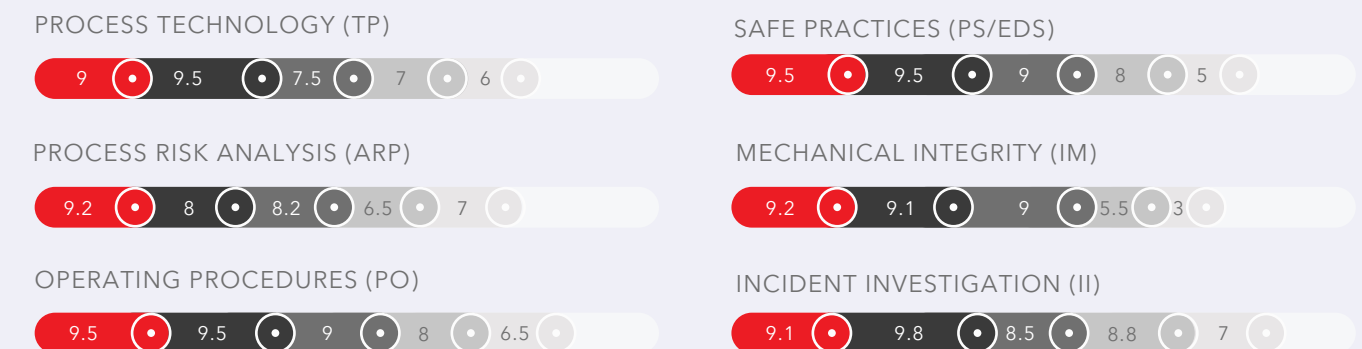 PROCESS TECHNOLOGY (TP)
9 9.5 7.5 7 6
PROCESS RISK ANALYSIS (ARP)
9.2 8 8.2 6.5 7
OPERATING PROCEDURES (PO)
9.5 9.5 9 8 6.5
SAFE PRACTICES (PS/EDS)
9.5 9.5 9 8 5
MECHANICAL INTEGRITY (IM)
9.2 9.1 9 5.5 3
INCIDENT INVESTIGATION (II)
9.1 9.8 8.5 8.8 7